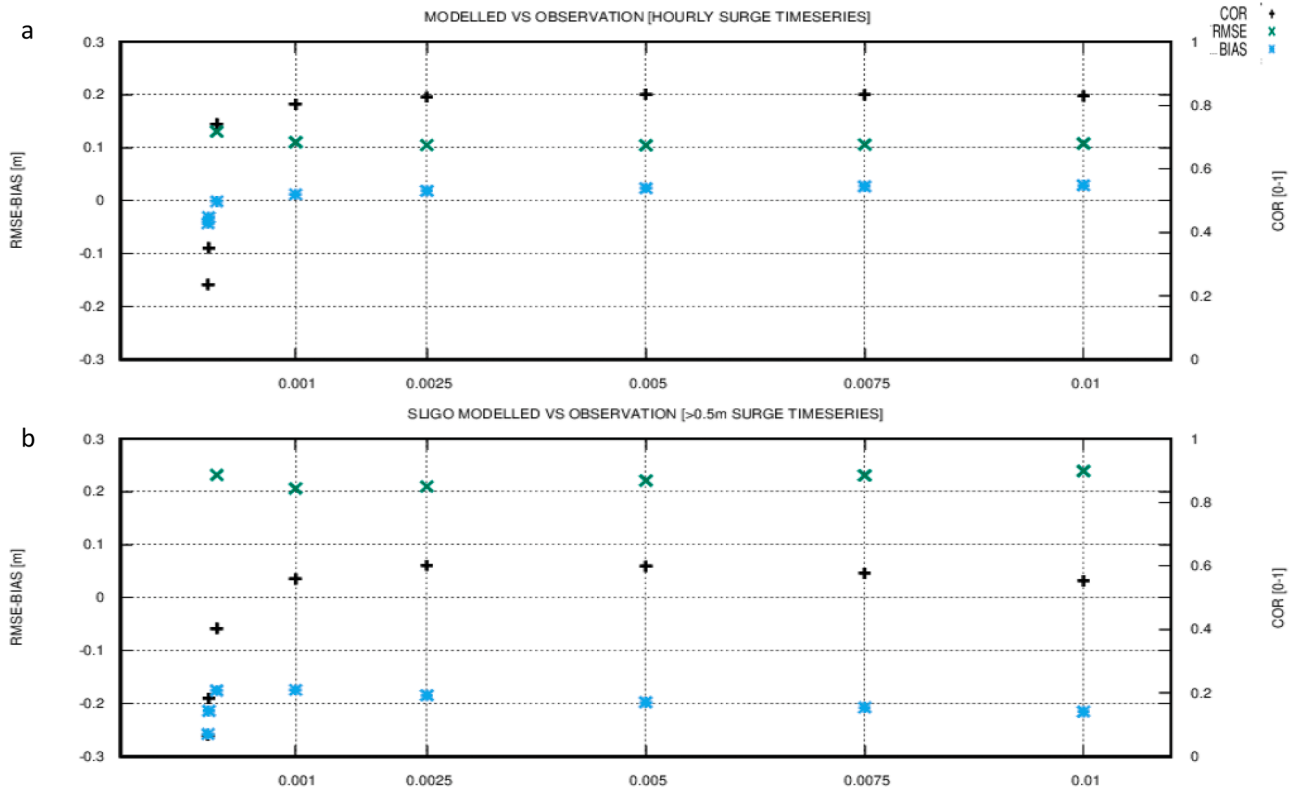 MODELLED VS OBSERVATION [HOURLY SURGE TIMESERIES]
COR
RMSE
BIAS
a
0.3
0.2
0.1
0
-0.1
-0.2
-0.3
RMSE-BIAS [m]
1
0.8
0.6
0.4
0.2
0
COR [0-1]
0.001 0.0025 0.005 0.0075 0.01
SLIGO MODELLED VS OBSERVATION [>0.5m SURGE TIMESERIES]
b
0.3
0.2
0.1
0
-0.1
-0.2
-0.3
RMSE-BIAS [m]
1
0.8
0.6
0.4
0.2
0
COR [0-1]
0.001 0.0025 0.005 0.0075 0.01